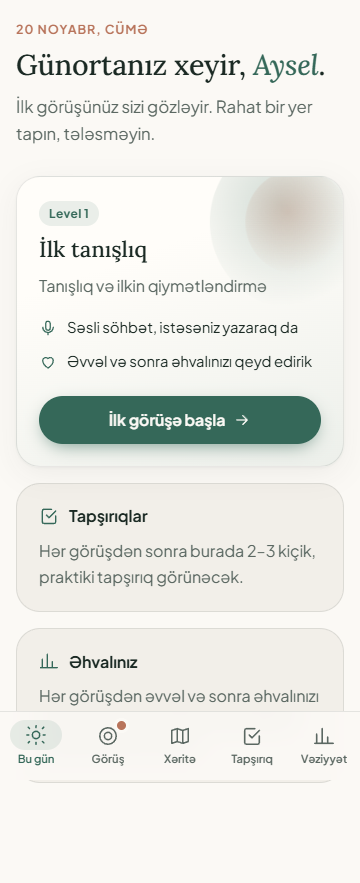 20 NOYABR, CÜMƏ
Günortanız xeyir, Aysel.
İlk görüşünüz sizi gözləyir. Rahat bir yer
tapın, tələsməyin.
Level 1
İlk tanışlıq
Tanışlıq və ilkin qiymətləndirmə
Səsli söhbət, istəsəniz yazaraq da
Əvvəl və sonra əhvalınızı qeyd edirik
İlk görüşə başla →
Tapşırıqlar
Hər görüşdən sonra burada 2–3 kiçik,
praktiki tapşırıq görünəcək.
Əhvalınız
Hər görüşdən əvvəl və sonra əhvalınızı
Bu gün
Görüş
Xəritə
Tapşırıq
Vəziyyət